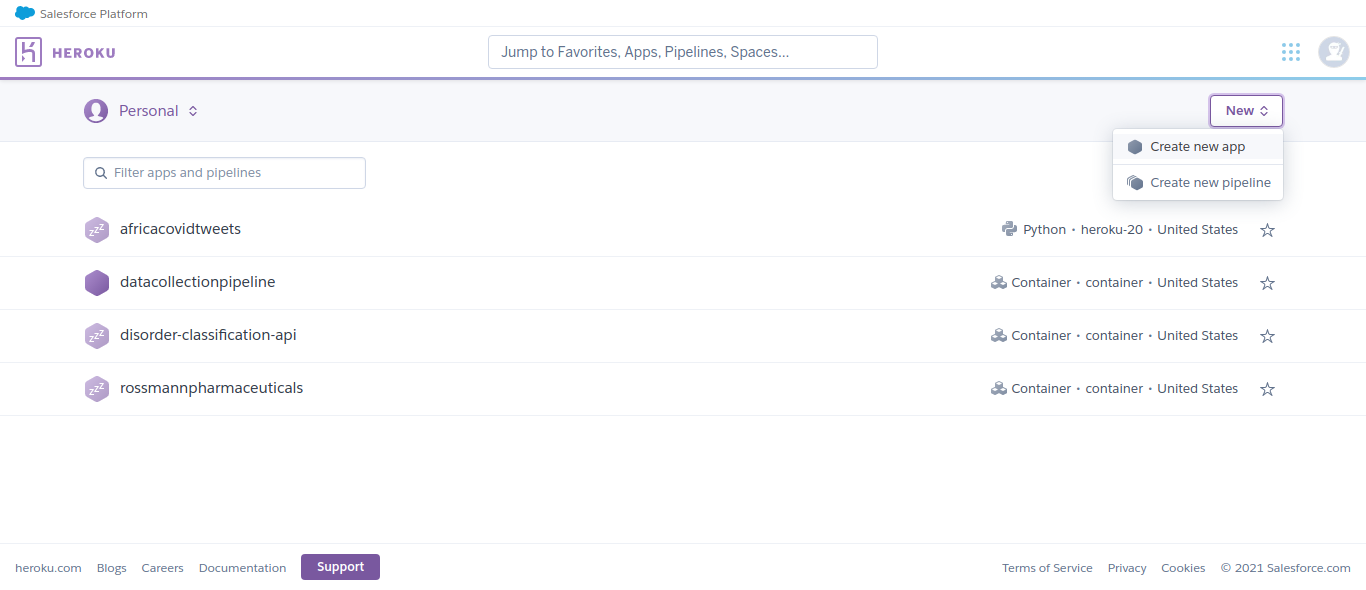 Salesforce Platform
HEROKU
Jump to Favorites, Apps, Pipelines, Spaces...
Personal
New
Create new app
Create new pipeline
Filter apps and pipelines
zzz africacovidtweets Python • heroku-20 • United States
datacollectionpipeline Container • container • United States
zzz disorder-classification-api Container • container • United States
zzz rossmannpharmaceuticals Container • container • United States
heroku.com Blogs Careers Documentation Support Terms of Service Privacy Cookies © 2021 Salesforce.com